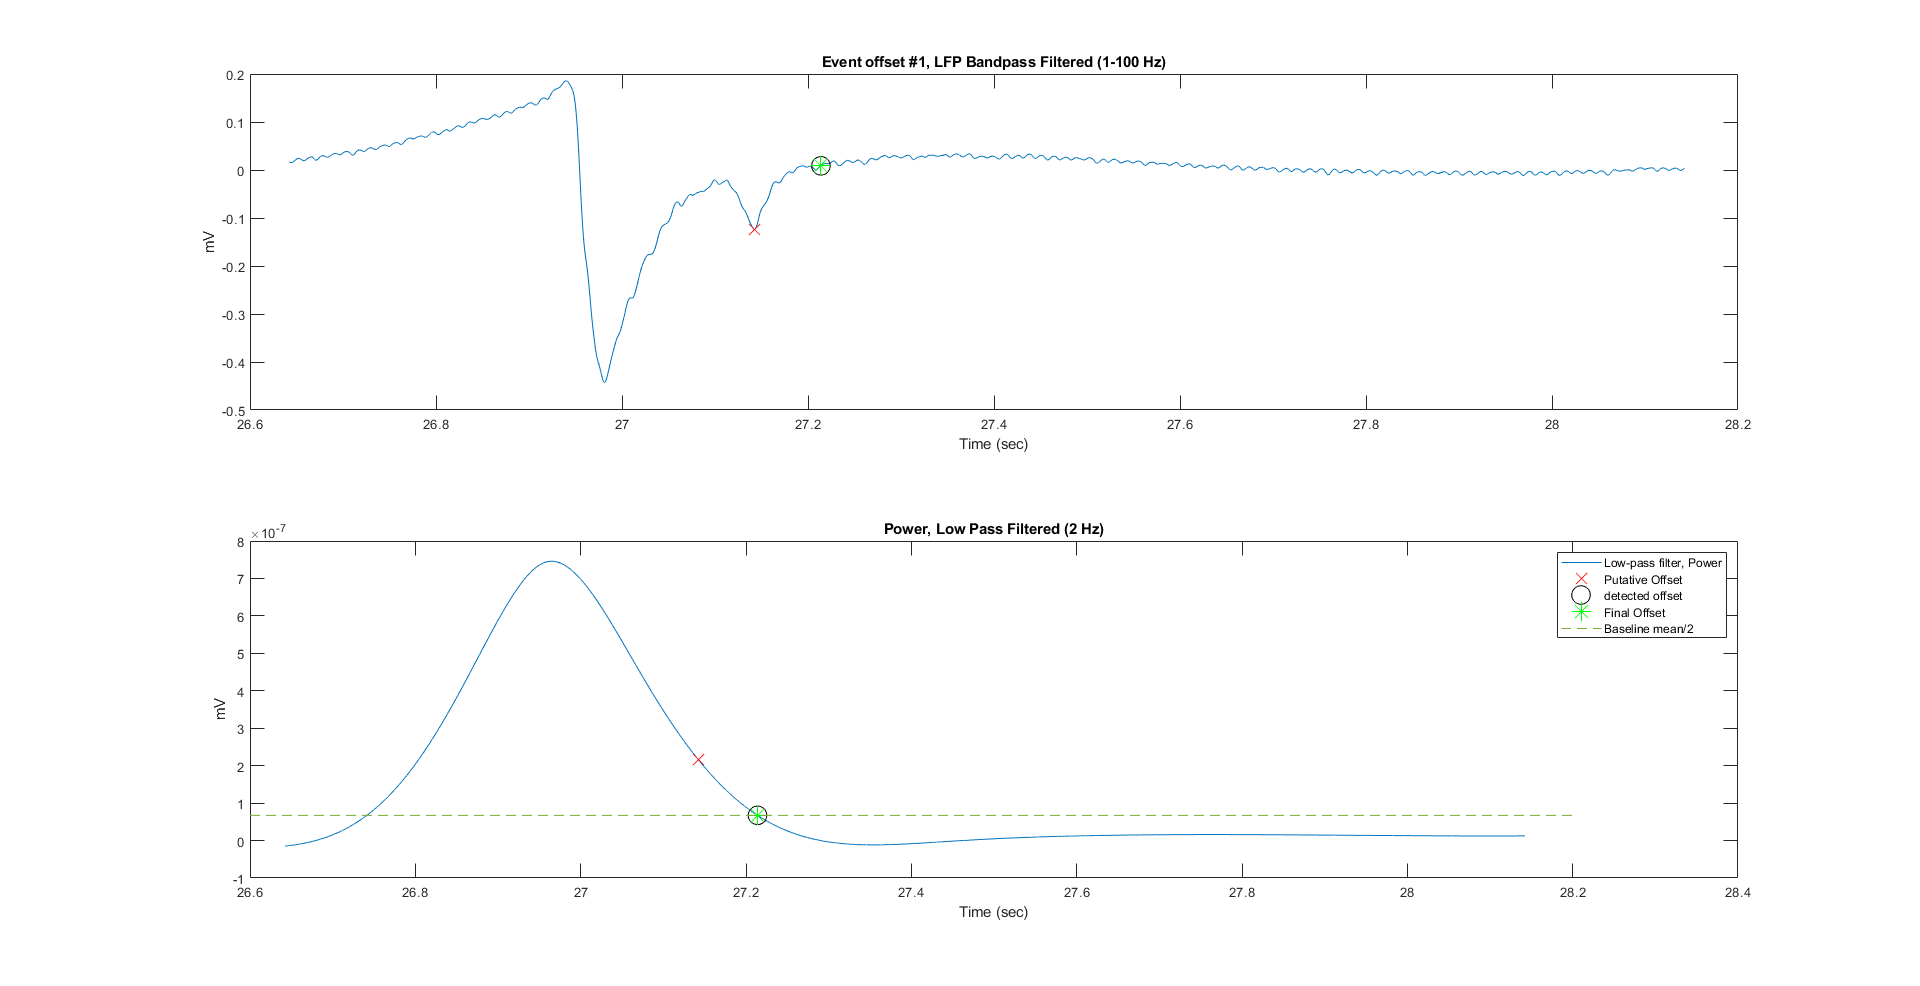 Event offset #1, LFP Bandpass Filtered (1-100 Hz)
0.2
0.1
0
-0.1
-0.2
-0.3
-0.4
-0.5
mV
26.6 26.8 27 27.2 27.4 27.6 27.8 28 28.2
Time (sec)
Power, Low Pass Filtered (2 Hz)
×10-7
8
7
6
5
4
3
2
1
0
-1
mV
Low-pass filter, Power
Putative Offset
detected offset
Final Offset
Baseline mean/2
26.6 26.8 27 27.2 27.4 27.6 27.8 28 28.2 28.4
Time (sec)